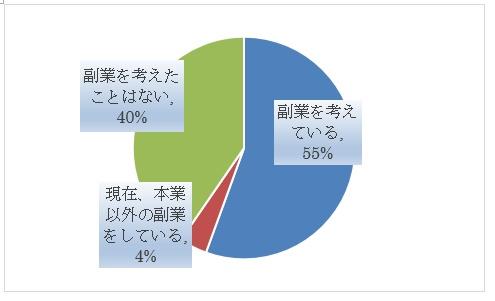 副業を考えた
ことはない,
40%
副業を考え
ている,
55%
現在、本業
以外の副業
をしている,
4%